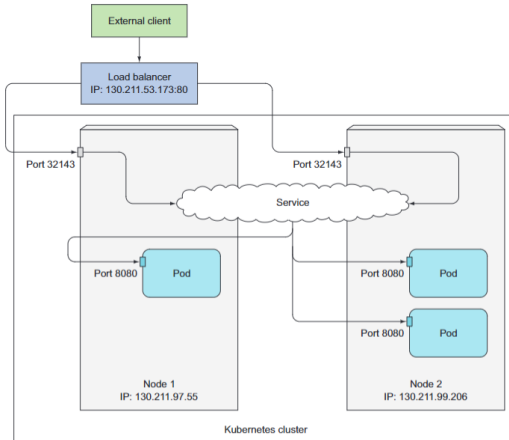 External client
Load balancer
IP: 130.211.53.173:80
Port 32143
Port 32143
Service
Port 8080
Pod
Port 8080
Pod
Port 8080
Pod
Node 1
IP: 130.211.97.55
Node 2
IP: 130.211.99.206
Kubernetes cluster